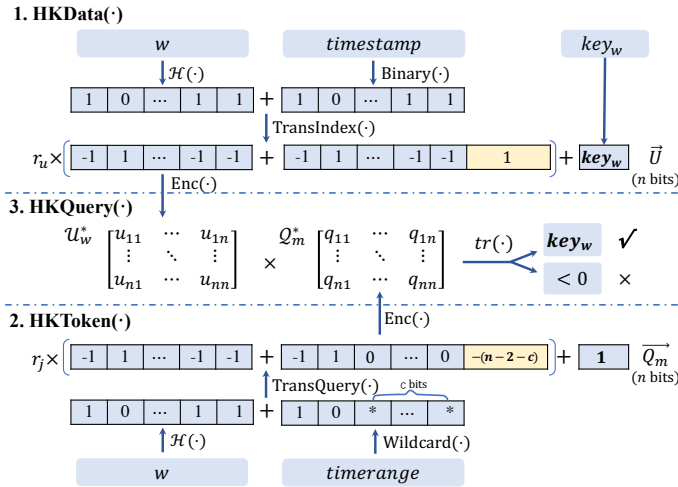 1. HKData(·)
w timestamp key_w
ℋ(·) Binary(·)
1 0 ... 1 1 + 1 0 ... 1 1
TransIndex(·)
r_u × ( -1 1 ... -1 -1 + -1 1 ... -1 -1 1 ) + key_w U⃗
(n bits)
Enc(·)
3. HKQuery(·)
𝒰*_w [ u_11 ⋯ u_1n ⋮ ⋱ ⋮ u_n1 ⋯ u_nn ] × 𝒬*_m [ q_11 ⋯ q_1n ⋮ ⋱ ⋮ q_n1 ⋯ q_nn ] tr(·) key_w ✓
< 0 ×
2. HKToken(·)
Enc(·)
r_j × ( -1 1 ... -1 -1 + -1 1 0 ... 0 -(n-2-c) ) + 1 Q_m⃗
(n bits)
TransQuery(·) c bits
1 0 ... 1 1 + 1 0 * ... *
ℋ(·) Wildcard(·)
w timerange